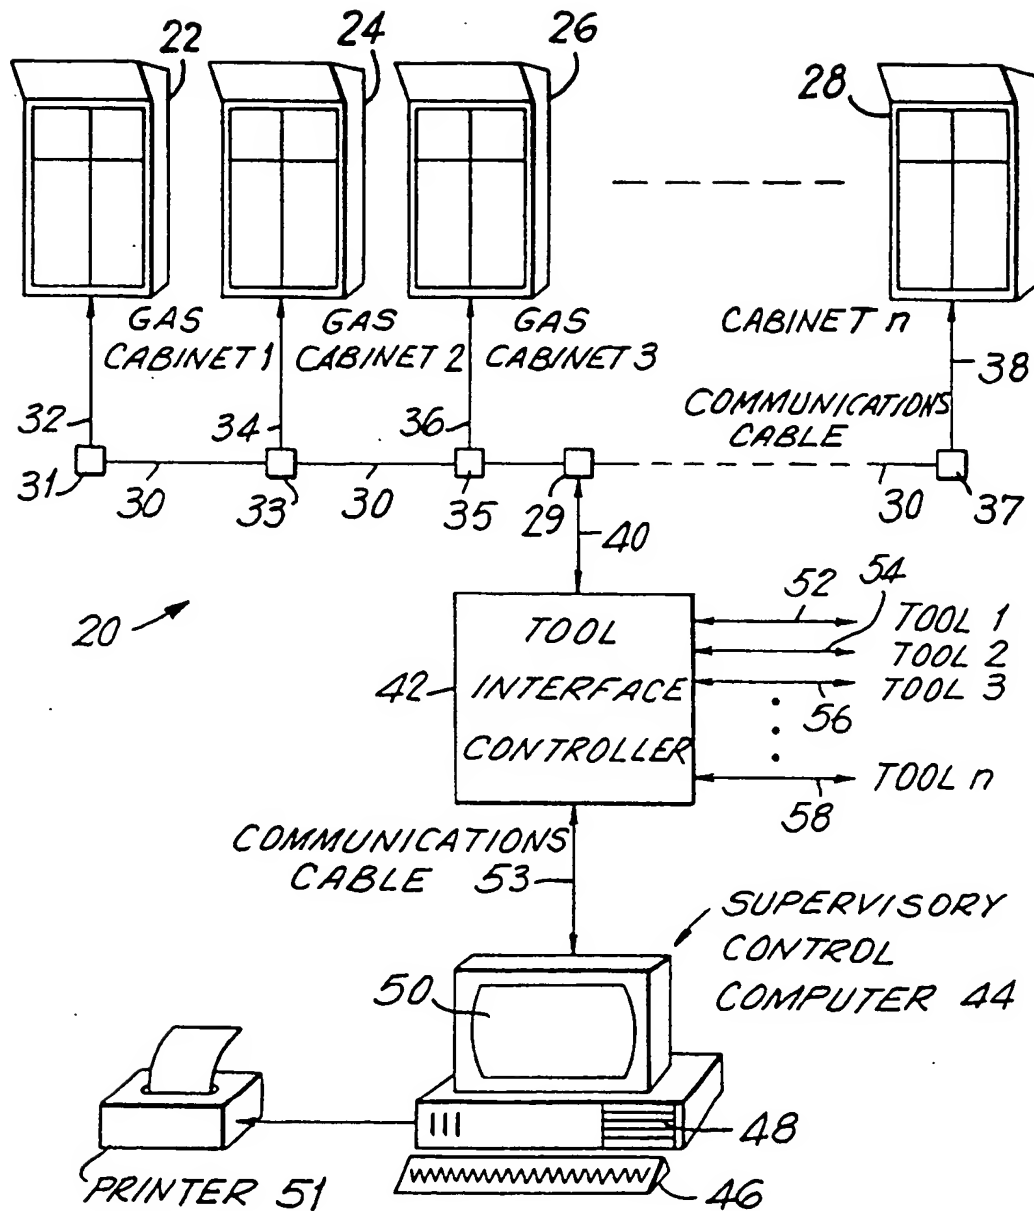 22
24
26
28
GAS
CABINET 1
GAS
CABINET 2
GAS
CABINET 3
CABINET n
32
34
36
38
COMMUNICATIONS
CABLE
31
30
33
30
35
29
40
30
37
20
42
TOOL
INTERFACE
CONTROLLER
52
54
TOOL 1
TOOL 2
56
TOOL 3
58
TOOL n
COMMUNICATIONS
CABLE 53
SUPERVISORY
CONTROL
COMPUTER 44
50
48
46
PRINTER 51